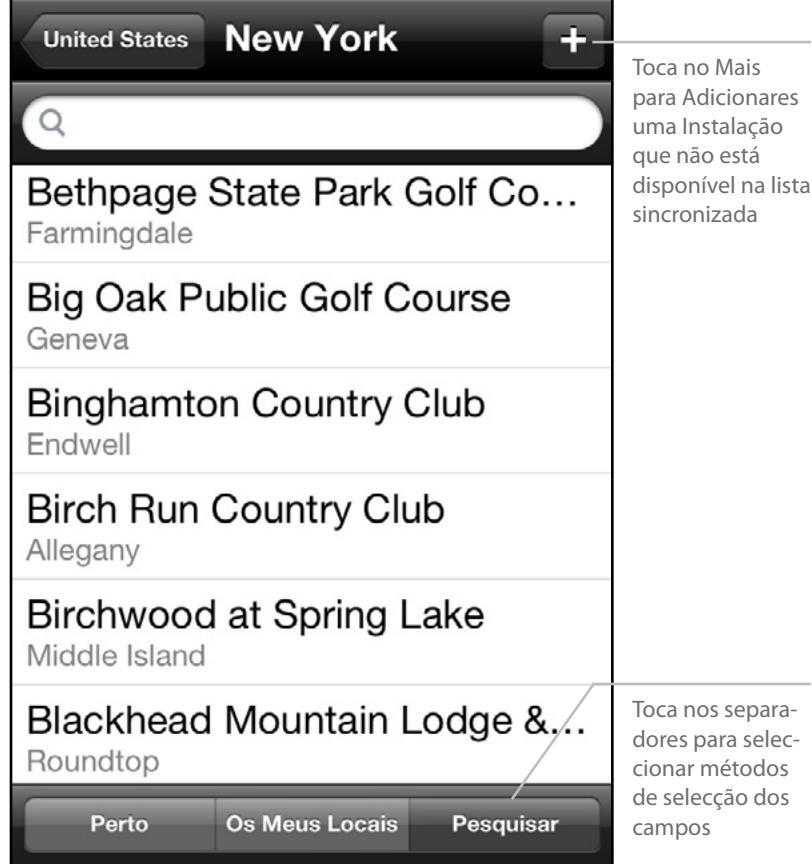 United States New York +
Toca no Mais
para Adicionares
uma Instalação
que não está
disponível na lista
sincronizada
Bethpage State Park Golf Co...
Farmingdale
Big Oak Public Golf Course
Geneva
Binghamton Country Club
Endwell
Birch Run Country Club
Allegany
Birchwood at Spring Lake
Middle Island
Blackhead Mountain Lodge &...
Roundtop
Toca nos separa-
dores para selec-
cionar métodos
de selecção dos
campos
Perto Os Meus Locais Pesquisar